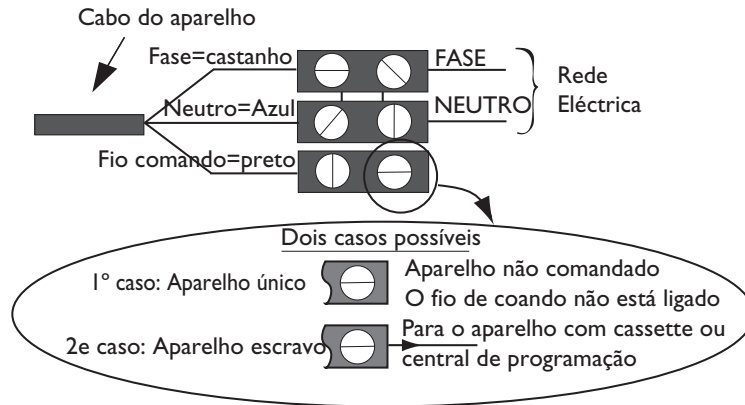 Cabo do aparelho
Fase=castanho
FASE
Rede
Eléctrica
Neutro=Azul
NEUTRO
Fio comando=preto
Dois casos possíveis
1º caso: Aparelho único
Aparelho não comandado
O fio de coando não está ligado
2e caso: Aparelho escravo
Para o aparelho com cassette ou
central de programação